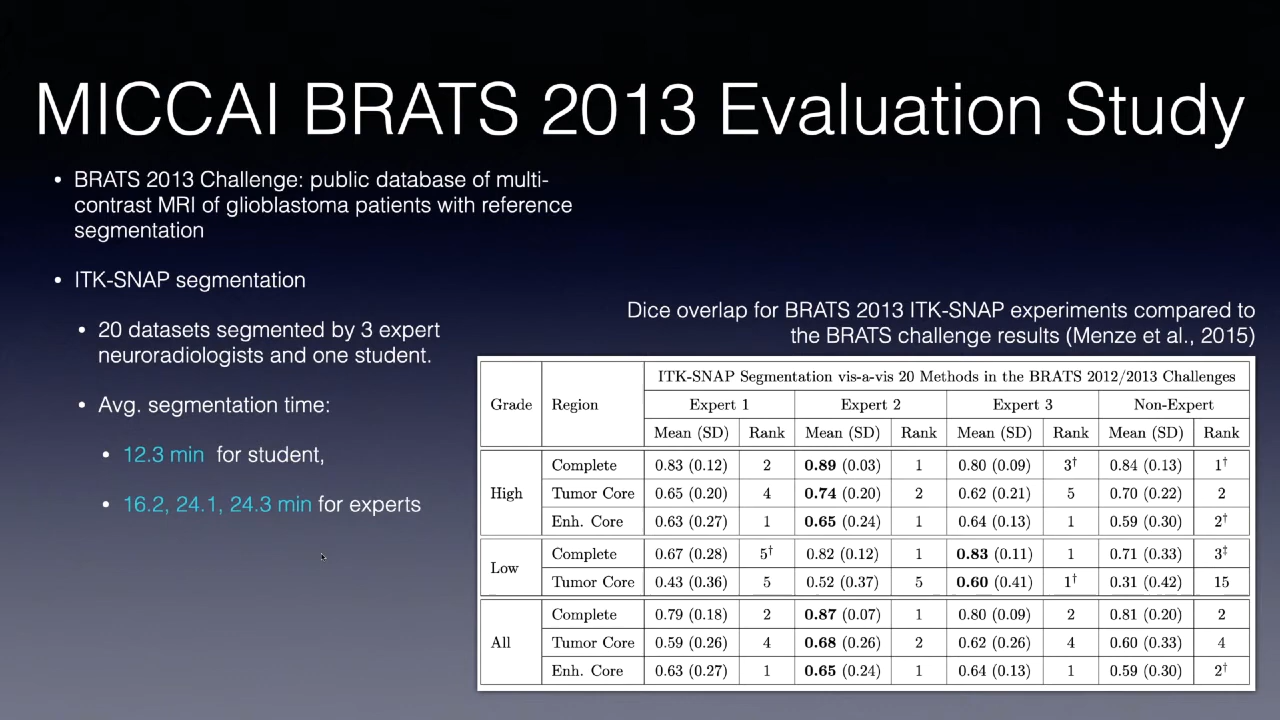 MICCAI BRATS 2013 Evaluation Study
• BRATS 2013 Challenge: public database of multi-
contrast MRI of glioblastoma patients with reference
segmentation
• ITK-SNAP segmentation
• 20 datasets segmented by 3 expert
neuroradiologists and one student.
• Avg. segmentation time:
• 12.3 min for student,
• 16.2, 24.1, 24.3 min for experts
Dice overlap for BRATS 2013 ITK-SNAP experiments compared to
the BRATS challenge results (Menze et al., 2015)
ITK-SNAP Segmentation vis-a-vis 20 Methods in the BRATS 2012/2013 Challenges
Grade Region Expert 1 Expert 2 Expert 3 Non-Expert
Mean (SD) Rank Mean (SD) Rank Mean (SD) Rank Mean (SD) Rank
High
Complete 0.83 (0.12) 2 0.89 (0.03) 1 0.80 (0.09) 3† 0.84 (0.13) 1†
Tumor Core 0.65 (0.20) 4 0.74 (0.20) 2 0.62 (0.21) 5 0.70 (0.22) 2
Enh. Core 0.63 (0.27) 1 0.65 (0.24) 1 0.64 (0.13) 1 0.59 (0.30) 2†
Low
Complete 0.67 (0.28) 5† 0.82 (0.12) 1 0.83 (0.11) 1 0.71 (0.33) 3‡
Tumor Core 0.43 (0.36) 5 0.52 (0.37) 5 0.60 (0.41) 1† 0.31 (0.42) 15
All
Complete 0.79 (0.18) 2 0.87 (0.07) 1 0.80 (0.09) 2 0.81 (0.20) 2
Tumor Core 0.59 (0.26) 4 0.68 (0.26) 2 0.62 (0.26) 4 0.60 (0.33) 4
Enh. Core 0.63 (0.27) 1 0.65 (0.24) 1 0.64 (0.13) 1 0.59 (0.30) 2†